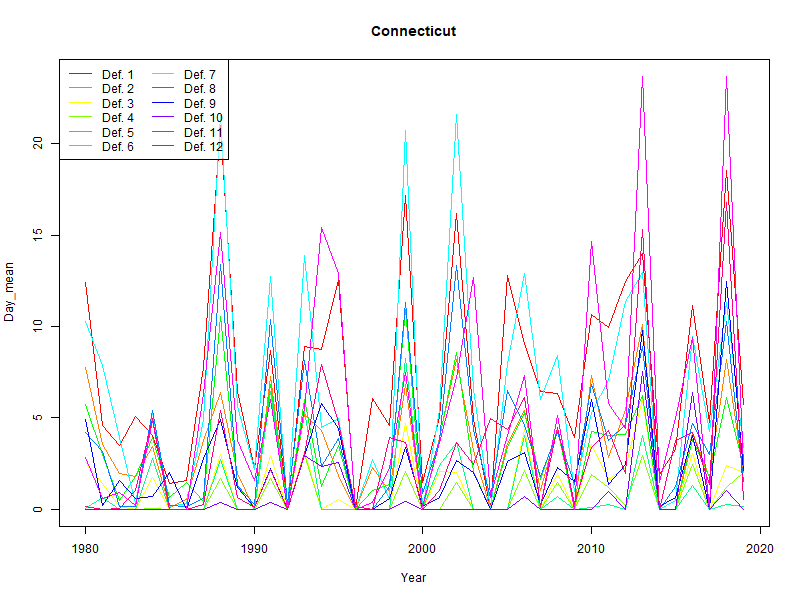 Connecticut
Def. 1 Def. 7
Def. 2 Def. 8
Def. 3 Def. 9
Def. 4 Def. 10
Def. 5 Def. 11
Def. 6 Def. 12
Day_mean
0 5 10 15 20
1980 1990 2000 2010 2020
Year